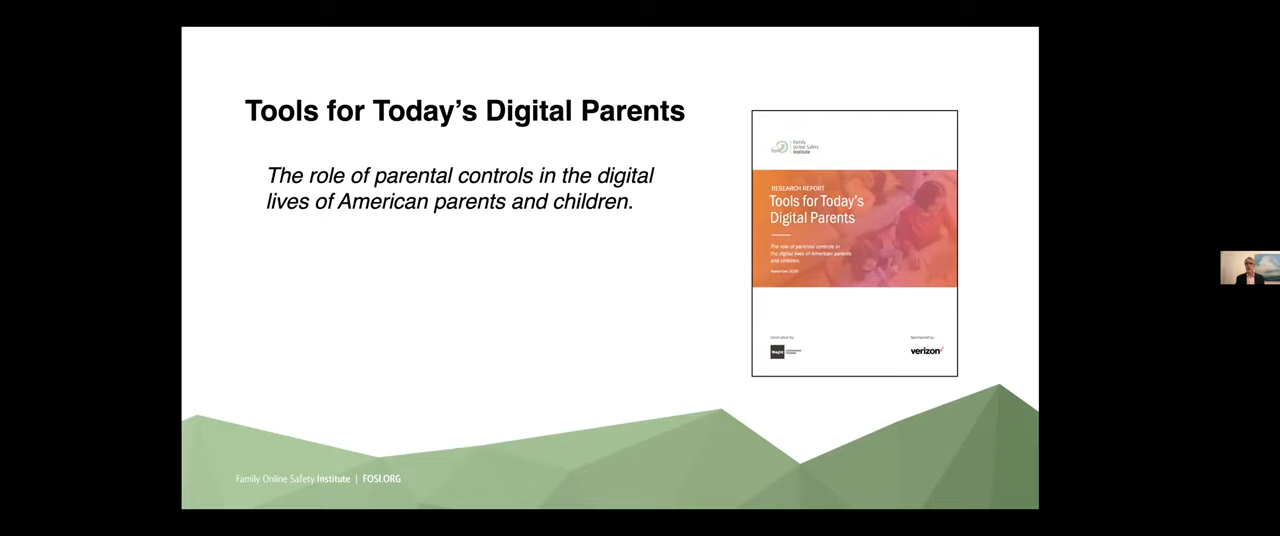 Tools for Today's Digital Parents
The role of parental controls in the digital
lives of American parents and children.
Family
Online Safety
Institute
RESEARCH REPORT
Tools for Today's
Digital Parents
The role of parental controls in
the digital lives of American parents
and children.
Sponsored by:
verizon
Family Online Safety Institute | FOSI.ORG